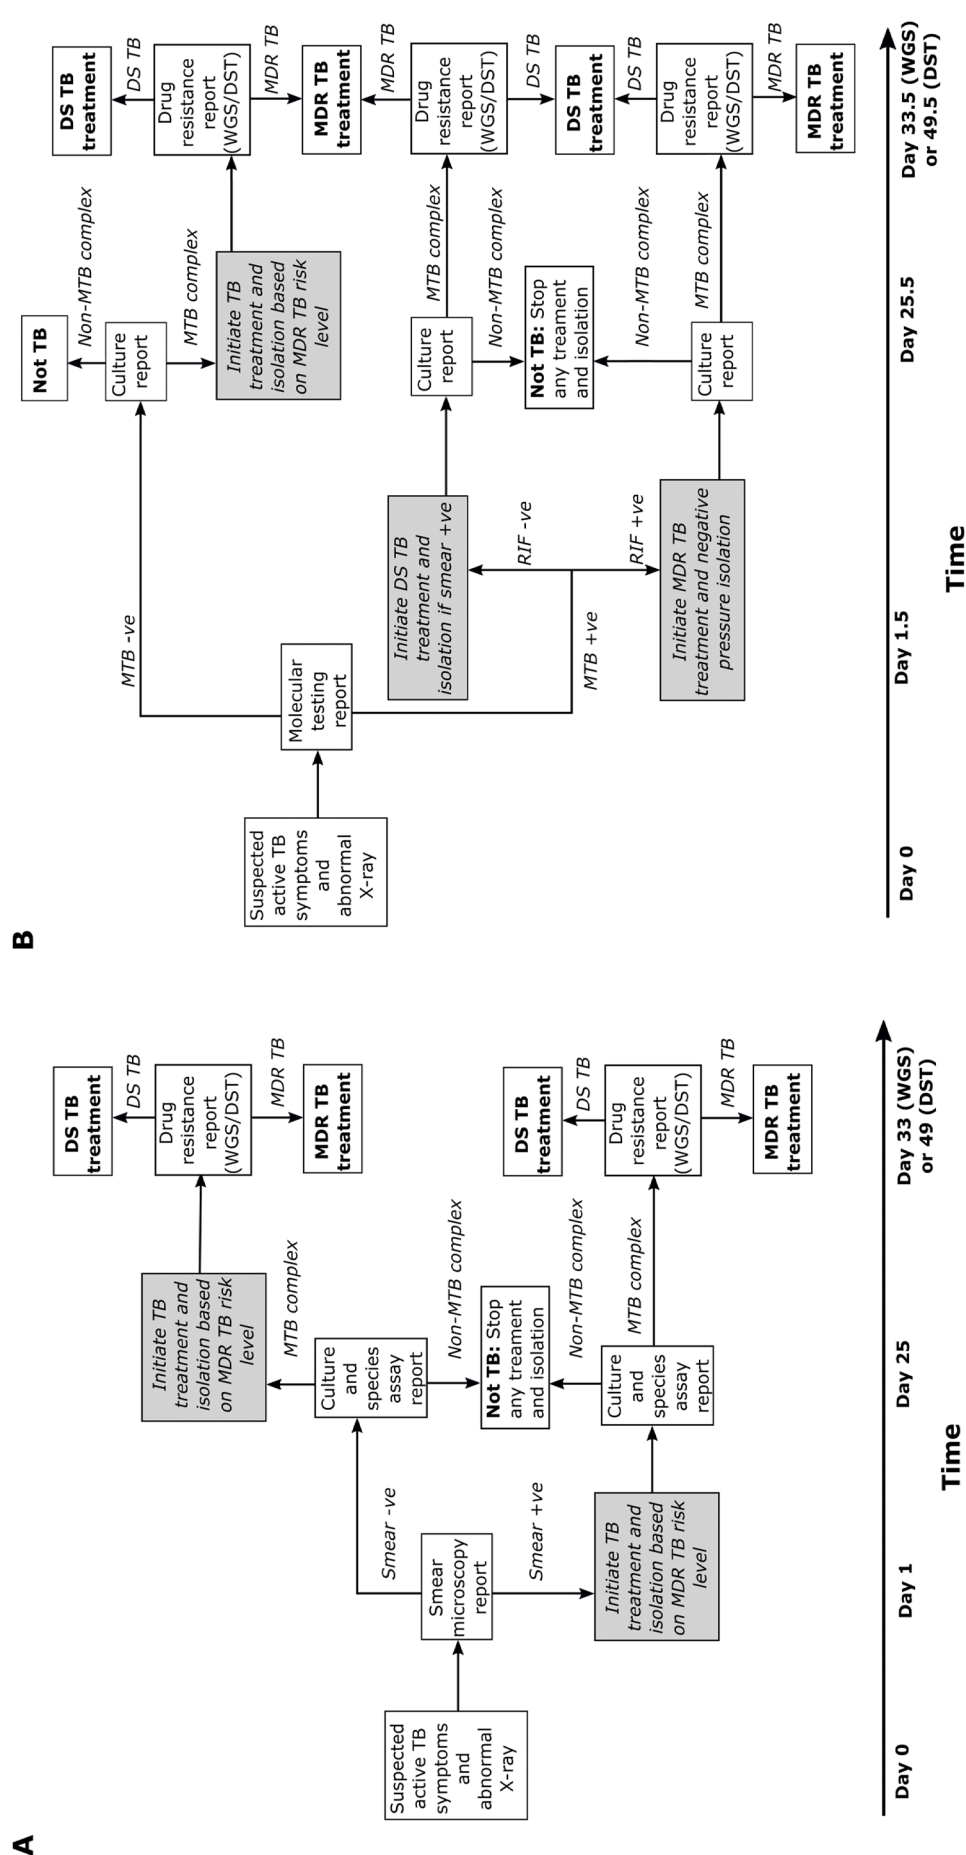 A
Suspected
active TB
symptoms
and
abnormal
X-ray
Smear
microscopy
report
Smear -ve
Smear +ve
Initiate TB
treatment and
isolation based
on MDR TB risk
level
Culture
and
species
assay
report
MTB complex
Non-MTB complex
Initiate TB
treatment and
isolation based
on MDR TB risk
level
Not TB: Stop
any treament
and isolation
Culture
and
species
assay
report
Non-MTB complex
MTB complex
Drug
resistance
report
(WGS/DST)
DS TB
MDR TB
DS TB
treatment
MDR TB
treatment
Drug
resistance
report
(WGS/DST)
DS TB
MDR TB
DS TB
treatment
MDR TB
treatment
Day 0
Day 1
Day 25
Day 33 (WGS)
or 49 (DST)
Time
B
Suspected
active TB
symptoms
and
abnormal
X-ray
Molecular
testing
report
MTB -ve
MTB +ve
RIF -ve
RIF +ve
Initiate DS TB
treatment and
isolation if smear +ve
Initiate MDR TB
treatment and negative
pressure isolation
Culture
report
Non-MTB complex
MTB complex
Not TB
Initiate TB
treatment and
isolation based
on MDR TB risk
level
Culture
report
MTB complex
Non-MTB complex
Not TB: Stop
any treament
and isolation
Culture
report
Non-MTB complex
MTB complex
Drug
resistance
report
(WGS/DST)
DS TB
MDR TB
DS TB
treatment
MDR TB
treatment
Drug
resistance
report
(WGS/DST)
MDR TB
DS TB
DS TB
treatment
Drug
resistance
report
(WGS/DST)
DS TB
MDR TB
MDR TB
treatment
Day 0
Day 1.5
Day 25.5
Day 33.5 (WGS)
or 49.5 (DST)
Time